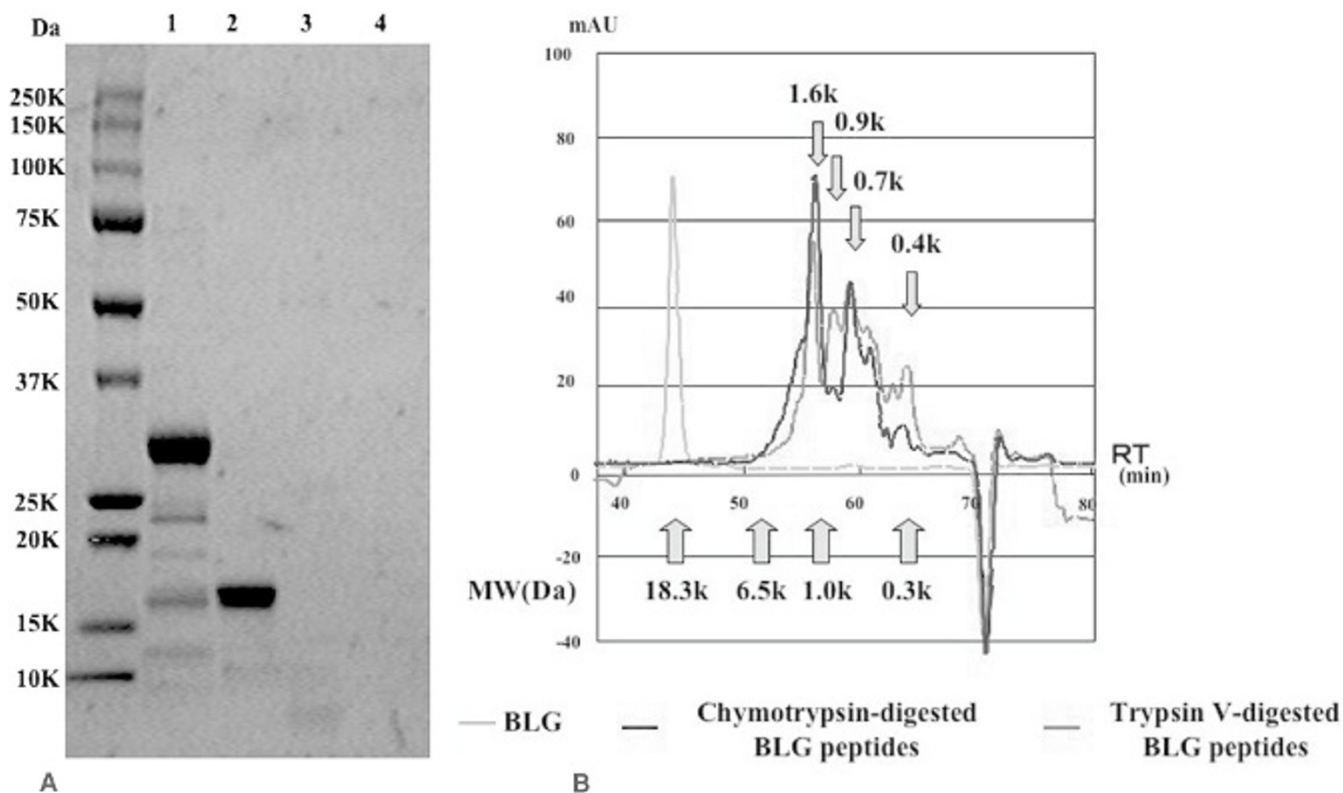 Da 1 2 3 4
250K
150K
100K
75K
50K
37K
25K
20K
15K
10K
A
mAU
100
80
60
40
20
0
-20
-40
1.6k
0.9k
0.7k
0.4k
RT
(min)
40 50 60 70 80
MW(Da) 18.3k 6.5k 1.0k 0.3k
BLG
Chymotrypsin-digested
BLG peptides
Trypsin V-digested
BLG peptides
B